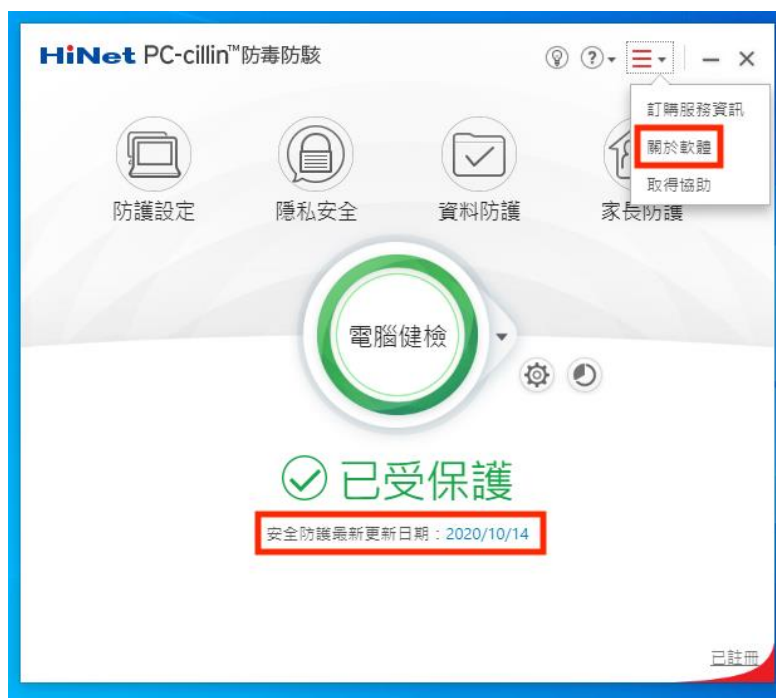 HiNet PC-cillin™防毒防駭
訂購服務資訊
關於軟體
取得協助
防護設定
隱私安全
資料防護
家長防護
電腦健檢
已受保護
安全防護最新更新日期：2020/10/14
已註冊